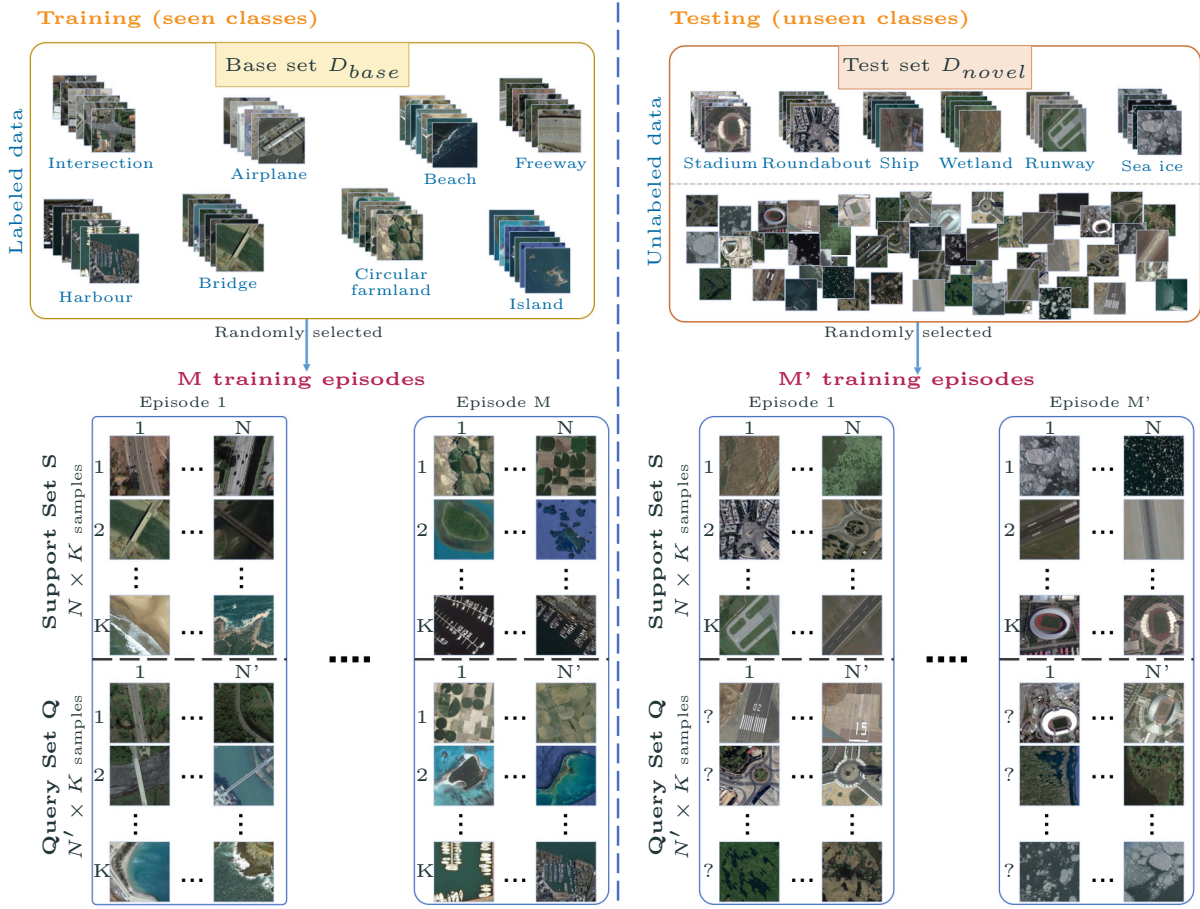 Training (seen classes)
Base set D_base
Labeled data
Intersection
Airplane
Beach
Freeway
Harbour
Bridge
Circular
farmland
Island
Randomly selected
M training episodes
Episode 1
Episode M
Support Set S
N × K samples
1 N
1 ...
2 ...
K ...
1 N
...
...
K ...
....
Query Set Q
N' × K samples
1 N'
1 ...
2 ...
K ...
1 N'
1 ...
2 ...
K ...
Testing (unseen classes)
Test set D_novel
Unlabeled data
Stadium
Roundabout
Ship
Wetland
Runway
Sea ice
Randomly selected
M' training episodes
Episode 1
Episode M'
Support Set S
N × K samples
1 N
1 ...
2 ...
K ...
1 N
1 ...
2 ...
K ...
....
Query Set Q
N' × K samples
1 N'
? ...
? ...
? ...
1 N'
? ...
? ...
? ...
02
15